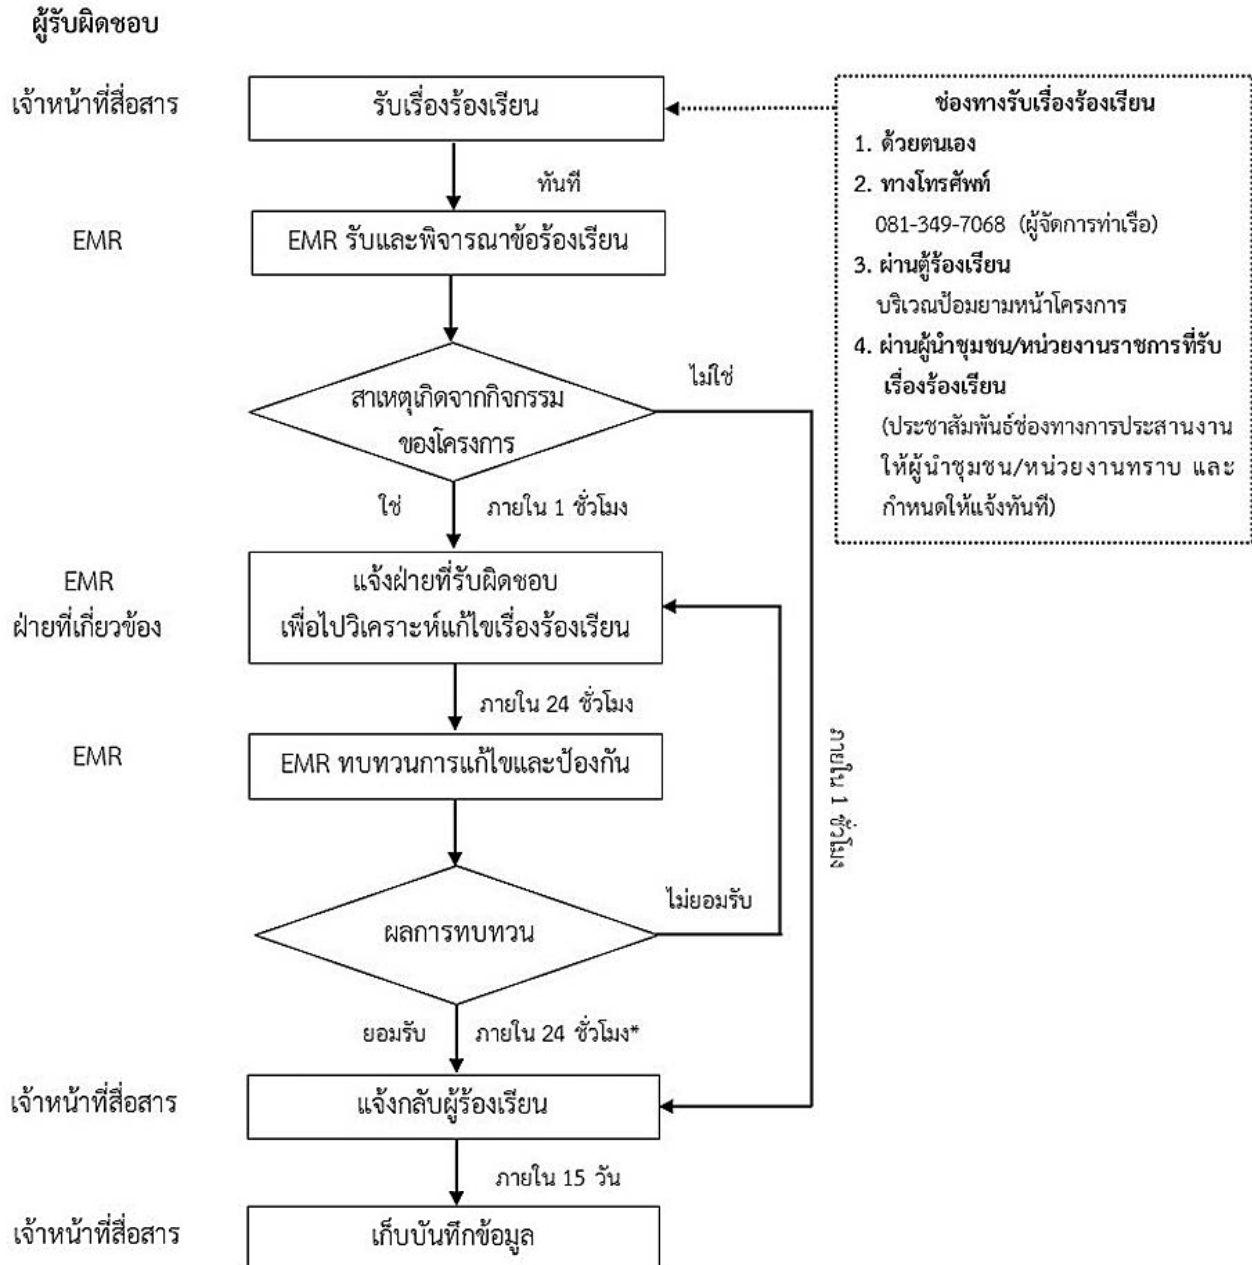 ผู้รับผิดชอบ
เจ้าหน้าที่สื่อสาร
รับเรื่องร้องเรียน
ช่องทางรับเรื่องร้องเรียน
1. ด้วยตนเอง
2. ทางโทรศัพท์
081-349-7068 (ผู้จัดการท่าเรือ)
3. ผ่านตู้ร้องเรียน
บริเวณป้อมยามหน้าโครงการ
4. ผ่านผู้นำชุมชน/หน่วยงานราชการที่รับ
เรื่องร้องเรียน
(ประชาสัมพันธ์ช่องทางการประสานงาน
ให้ผู้นำชุมชน/หน่วยงานทราบ และ
กำหนดให้แจ้งทันที)
ทันที
EMR
EMR รับและพิจารณาข้อร้องเรียน
สาเหตุเกิดจากกิจกรรม
ของโครงการ
ไม่ใช่
ใช่
ภายใน 1 ชั่วโมง
EMR
ฝ่ายที่เกี่ยวข้อง
แจ้งฝ่ายที่รับผิดชอบ
เพื่อไปวิเคราะห์แก้ไขเรื่องร้องเรียน
ภายใน 24 ชั่วโมง
EMR
EMR ทบทวนการแก้ไขและป้องกัน
ภายใน 1 ชั่วโมง
ผลการทบทวน
ไม่ยอมรับ
ยอมรับ
ภายใน 24 ชั่วโมง*
เจ้าหน้าที่สื่อสาร
แจ้งกลับผู้ร้องเรียน
ภายใน 15 วัน
เจ้าหน้าที่สื่อสาร
เก็บบันทึกข้อมูล